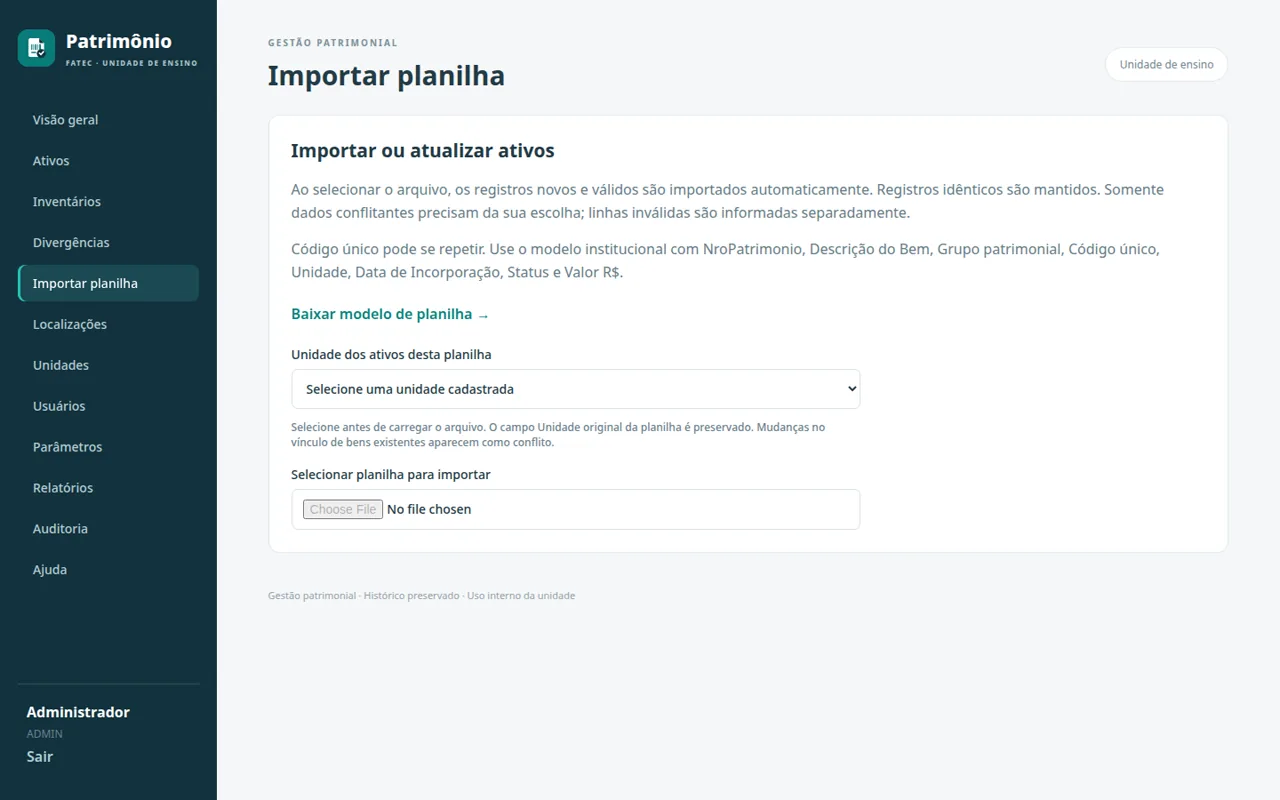 Patrimônio
FATEC · UNIDADE DE ENSINO
Visão geral
Ativos
Inventários
Divergências
Importar planilha
Localizações
Unidades
Usuários
Parâmetros
Relatórios
Auditoria
Ajuda
Administrador
ADMIN
Sair
GESTÃO PATRIMONIAL
Importar planilha
Unidade de ensino
Importar ou atualizar ativos
Ao selecionar o arquivo, os registros novos e válidos são importados automaticamente. Registros idênticos são mantidos. Somente
dados conflitantes precisam da sua escolha; linhas inválidas são informadas separadamente.
Código único pode se repetir. Use o modelo institucional com NroPatrimonio, Descrição do Bem, Grupo patrimonial, Código único,
Unidade, Data de Incorporação, Status e Valor R$.
Baixar modelo de planilha →
Unidade dos ativos desta planilha
Selecione uma unidade cadastrada
Selecione antes de carregar o arquivo. O campo Unidade original da planilha é preservado. Mudanças no
vínculo de bens existentes aparecem como conflito.
Selecionar planilha para importar
Choose File No file chosen
Gestão patrimonial · Histórico preservado · Uso interno da unidade